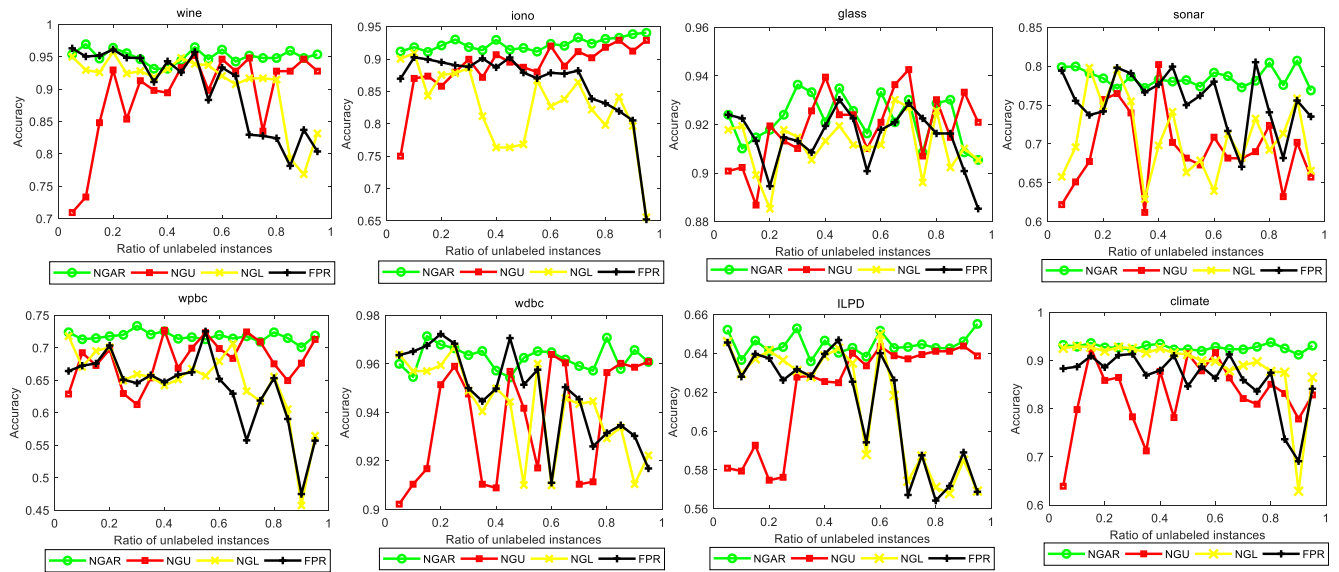 wine
1
0.95
0.9
0.85
0.8
0.75
0.7
Accuracy
0 0.2 0.4 0.6 0.8 1
Ratio of unlabeled instances
NGAR NGU NGL FPR
iono
0.95
0.85
0.75
0.65
Accuracy
0 0.2 0.4 0.6 0.8 1
Ratio of unlabeled instances
NGAR NGU NGL FPR
glass
0.96
0.94
0.92
0.9
0.88
Accuracy
0 0.2 0.4 0.6 0.8 1
Ratio of unlabeled instances
NGAR NGU NGL FPR
sonar
0.85
0.8
0.75
0.7
0.65
0.6
Accuracy
0 0.2 0.4 0.6 0.8 1
Ratio of unlabeled instances
NGAR NGU NGL FPR
wpbc
0.75
0.7
0.65
0.6
0.55
0.5
0.45
Accuracy
0 0.2 0.4 0.6 0.8 1
Ratio of unlabeled instances
NGAR NGU NGL FPR
wdbc
0.98
0.96
0.94
0.92
0.9
Accuracy
0 0.2 0.4 0.6 0.8 1
Ratio of unlabeled instances
NGAR NGU NGL FPR
ILPD
0.66
0.64
0.62
0.6
0.58
0.56
Accuracy
0 0.2 0.4 0.6 0.8 1
Ratio of unlabeled instances
NGAR NGU NGL FPR
climate
1
0.9
0.8
0.7
0.6
Accuracy
0 0.2 0.4 0.6 0.8 1
Ratio of unlabeled instances
NGAR NGU NGL FPR